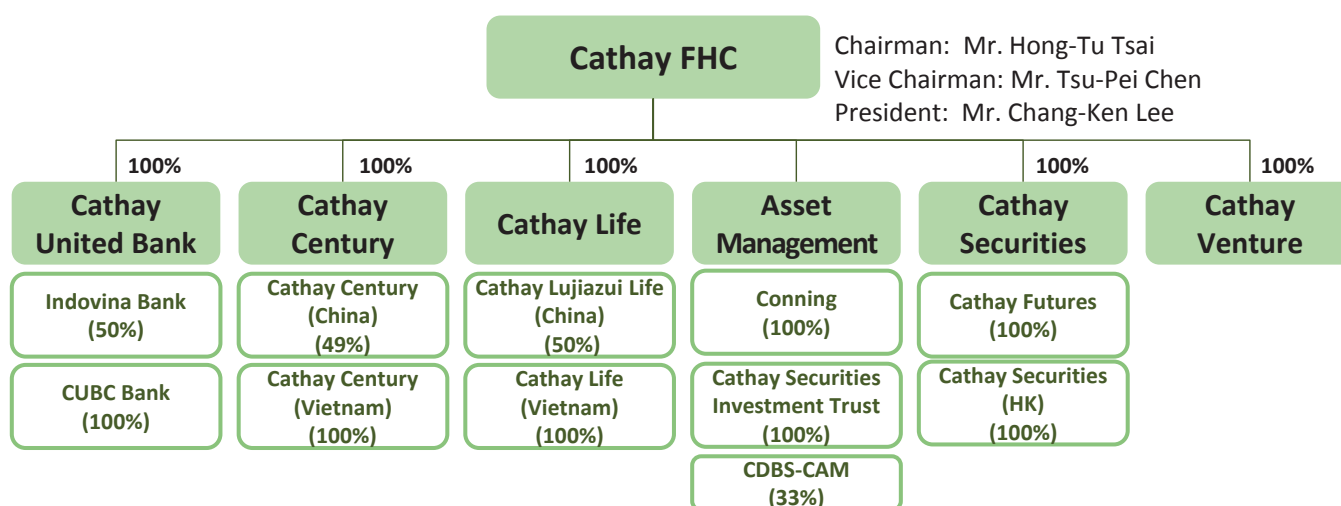 Cathay FHC
Chairman: Mr. Hong-Tu Tsai
Vice Chairman: Mr. Tsu-Pei Chen
President: Mr. Chang-Ken Lee
100%
100%
100%
100%
100%
Cathay
United Bank
Cathay
Century
Cathay Life
Asset
Management
Cathay
Securities
Cathay
Venture
Indovina Bank
(50%)
Cathay Century
(China)
(49%)
Cathay Lujiazui Life
(China)
(50%)
Conning
(100%)
Cathay Futures
(100%)
CUBC Bank
(100%)
Cathay Century
(Vietnam)
(100%)
Cathay Life
(Vietnam)
(100%)
Cathay Securities
Investment Trust
(100%)
Cathay Securities
(HK)
(100%)
CDBS-CAM
(33%)